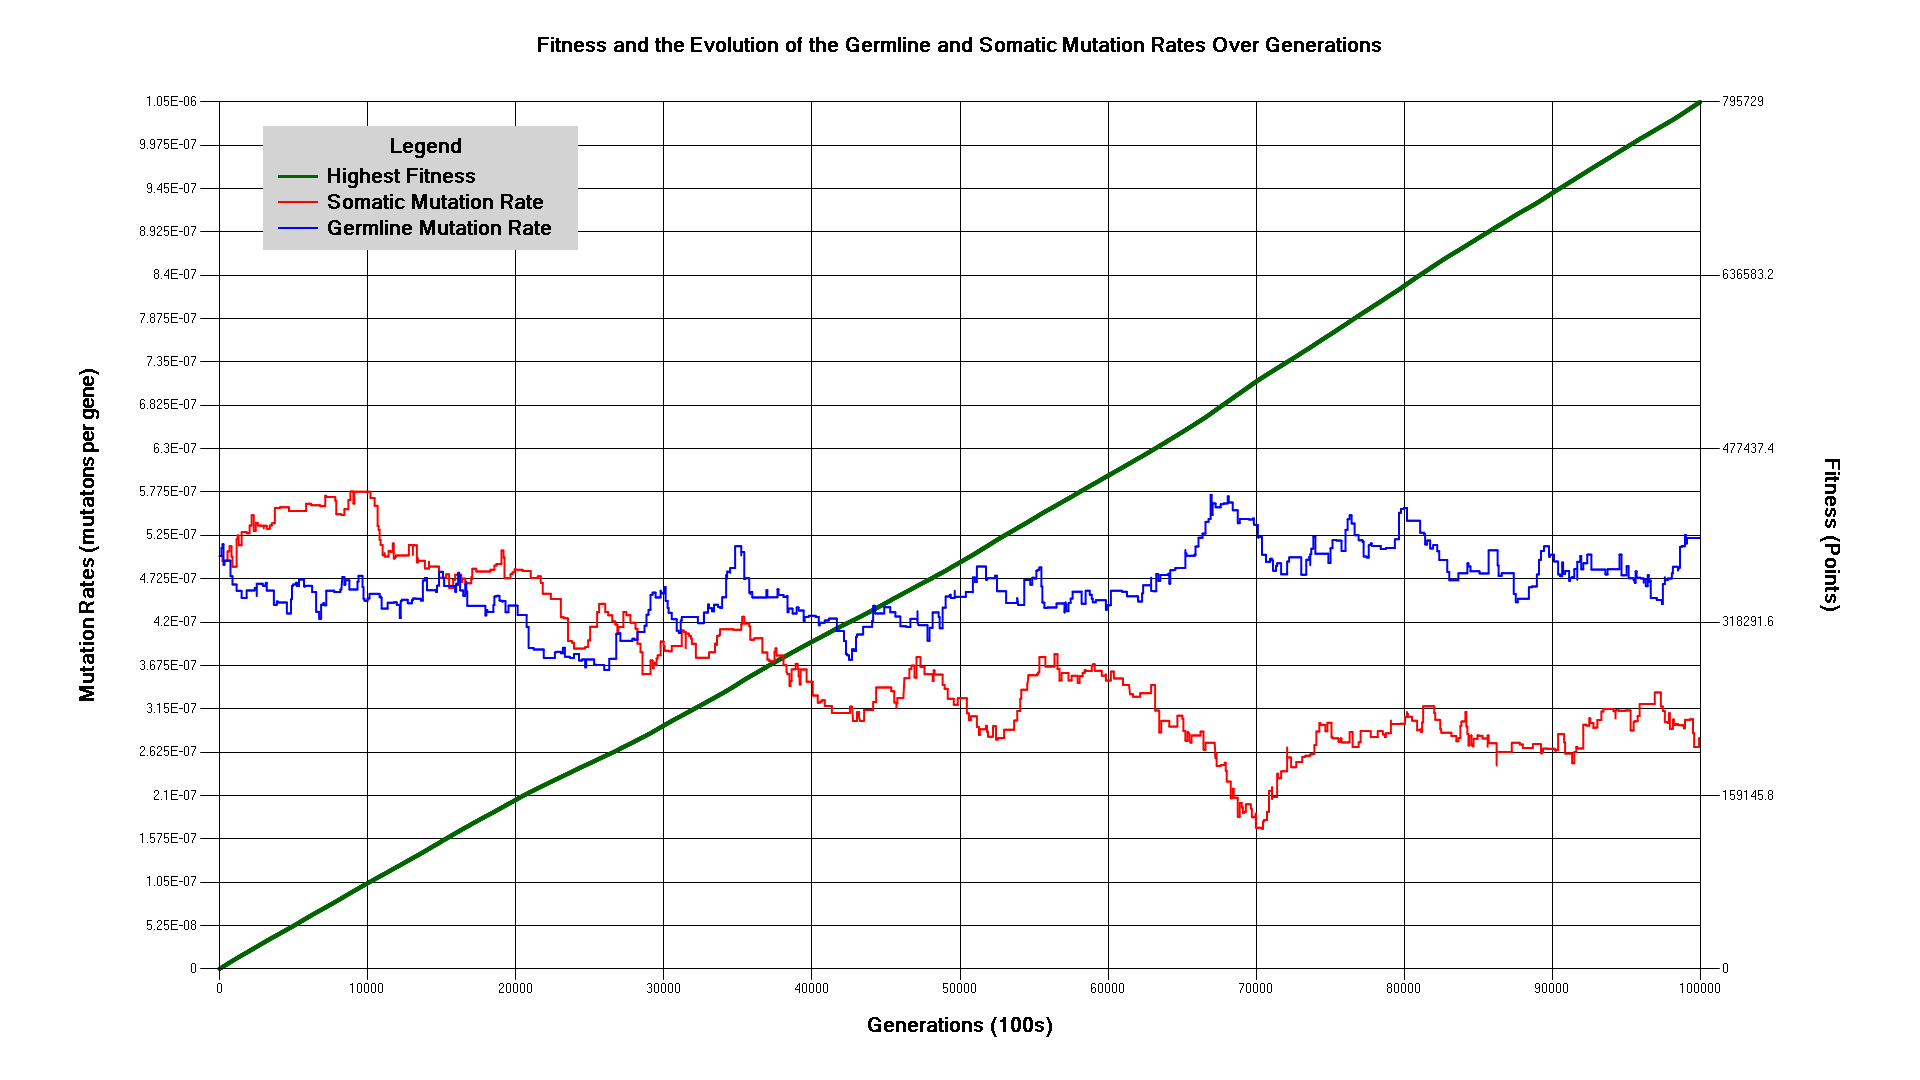 Fitness and the Evolution of the Germline and Somatic Mutation Rates Over Generations
Legend
Highest Fitness
Somatic Mutation Rate
Germline Mutation Rate
Mutation Rates (mutatons per gene)
1.05E-06
9.975E-07
9.45E-07
8.925E-07
8.4E-07
7.875E-07
7.35E-07
6.825E-07
6.3E-07
5.775E-07
5.25E-07
4.725E-07
4.2E-07
3.675E-07
3.15E-07
2.625E-07
2.1E-07
1.575E-07
1.05E-07
5.25E-08
0
795729
636583.2
477437.4
318291.6
159145.8
0
Fitness (Points)
0 10000 20000 30000 40000 50000 60000 70000 80000 90000 100000
Generations (100s)